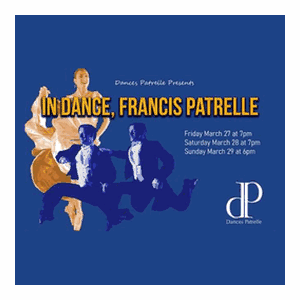 Dances Patrelle Presents
IN DANCE, FRANCIS PATRELLE
Friday March 27 at 7pm
Saturday March 28 at 7pm
Sunday March 29 at 6pm
dP
Dances Patrelle